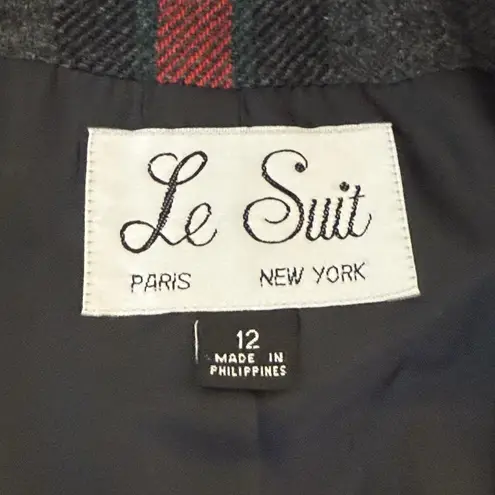 Le Suit
PARIS NEW YORK
12
MADE IN
PHILIPPINES